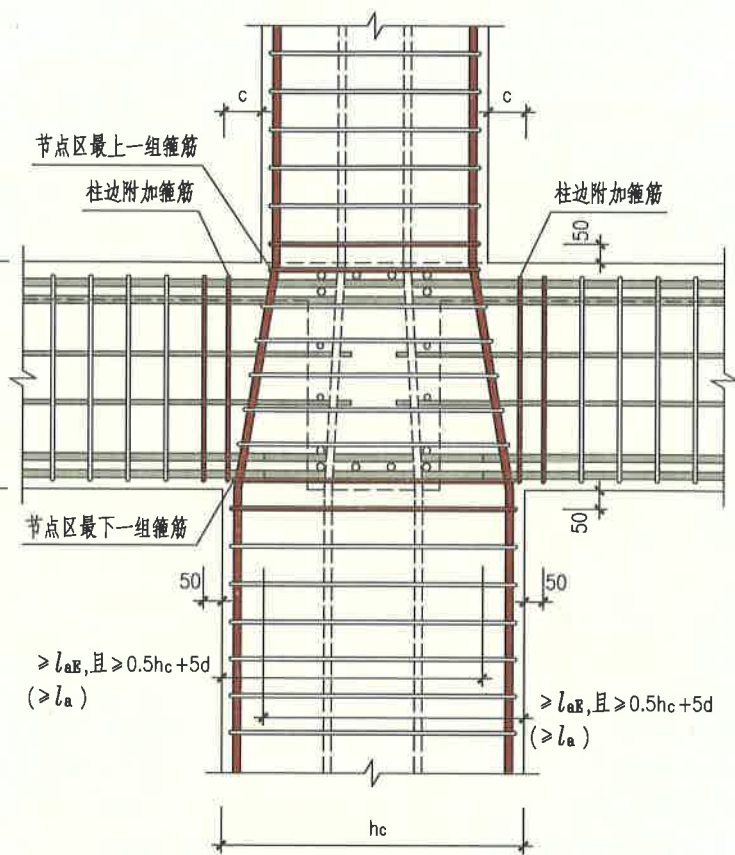 c
c
节点区最上一组箍筋
柱边附加箍筋
柱边附加箍筋
50
节点区最下一组箍筋
50
50
50
≥laE,且≥0.5hc+5d
(≥la)
≥laE,且≥0.5hc+5d
(≥la)
hc